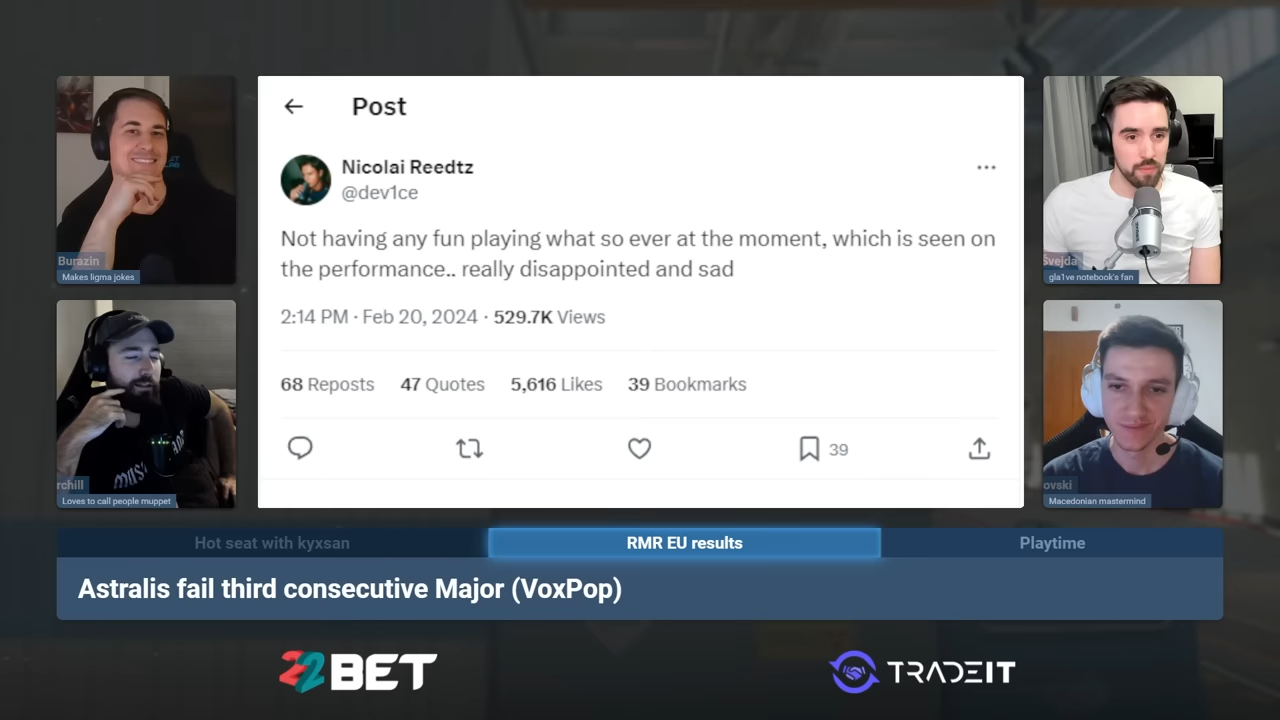 Post
Nicolai Reedtz
@dev1ce
Not having any fun playing what so ever at the moment, which is seen on
the performance.. really disappointed and sad
2:14 PM · Feb 20, 2024 · 529.7K Views
68 Reposts 47 Quotes 5,616 Likes 39 Bookmarks
39
Burazin
Makes ligma jokes
rchill
Loves to call people muppet
Švejda
gla1ve notebook's fan
ovski
Macedonian mastermind
Hot seat with kyxsan
RMR EU results
Playtime
Astralis fail third consecutive Major (VoxPop)
22BET
TRADEIT